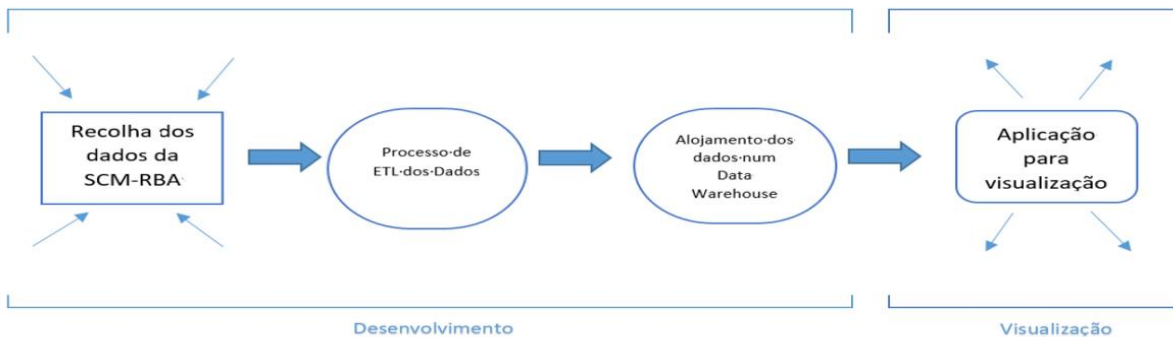 Recolha dos
dados da
SCM-RBA
Processo de
ETL dos Dados
Alojamento dos
dados num
Data
Warehouse
Aplicação
para
visualização
Desenvolvimento
Visualização